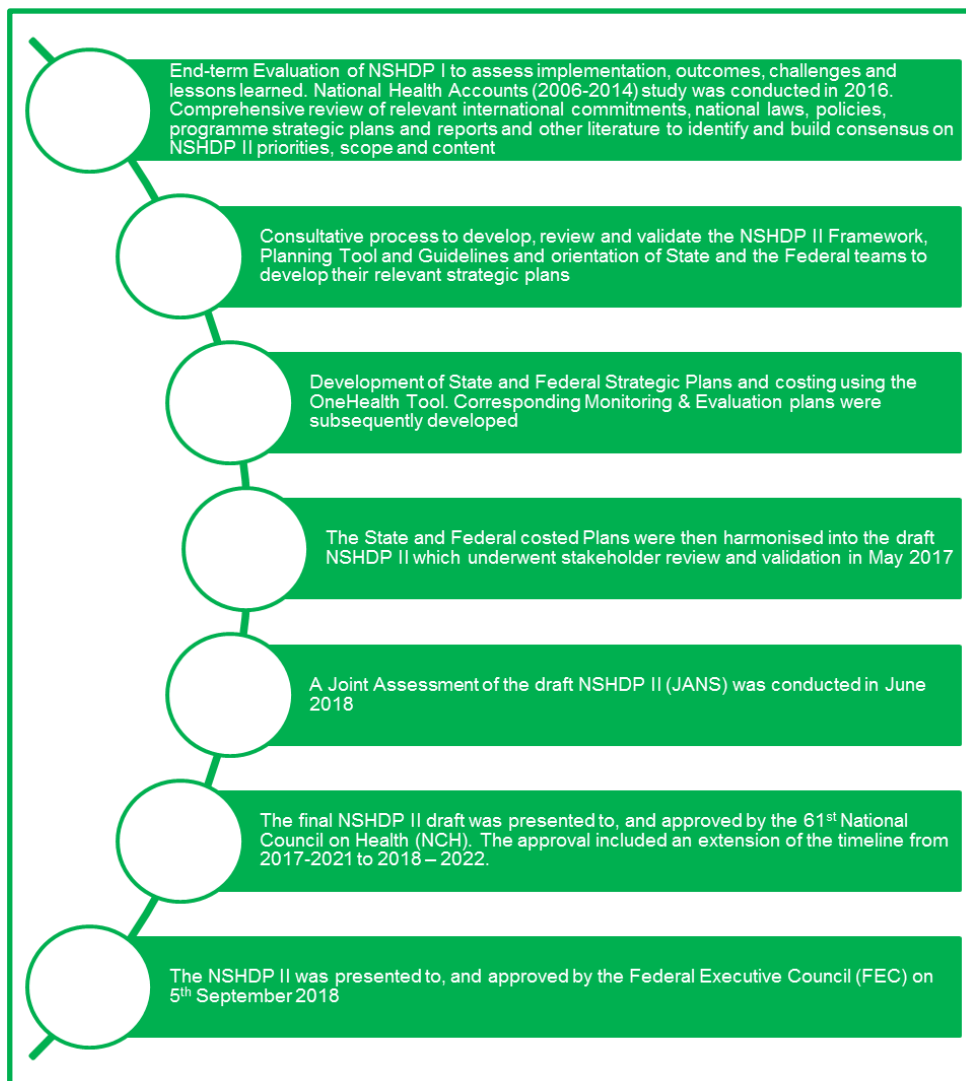 End-term Evaluation of NSHDP I to assess implementation, outcomes, challenges and
lessons learned. National Health Accounts (2006-2014) study was conducted in 2016.
Comprehensive review of relevant international commitments, national laws, policies,
programme strategic plans and reports and other literature to identify and build consensus on
NSHDP II priorities, scope and content
Consultative process to develop, review and validate the NSHDP II Framework,
Planning Tool and Guidelines and orientation of State and the Federal teams to
develop their relevant strategic plans
Development of State and Federal Strategic Plans and costing using the
OneHealth Tool. Corresponding Monitoring & Evaluation plans were
subsequently developed
The State and Federal costed Plans were then harmonised into the draft
NSHDP II which underwent stakeholder review and validation in May 2017
A Joint Assessment of the draft NSHDP II (JANS) was conducted in June
2018
The final NSHDP II draft was presented to, and approved by the 61st National
Council on Health (NCH). The approval included an extension of the timeline from
2017-2021 to 2018 – 2022.
The NSHDP II was presented to, and approved by the Federal Executive Council (FEC) on
5th September 2018